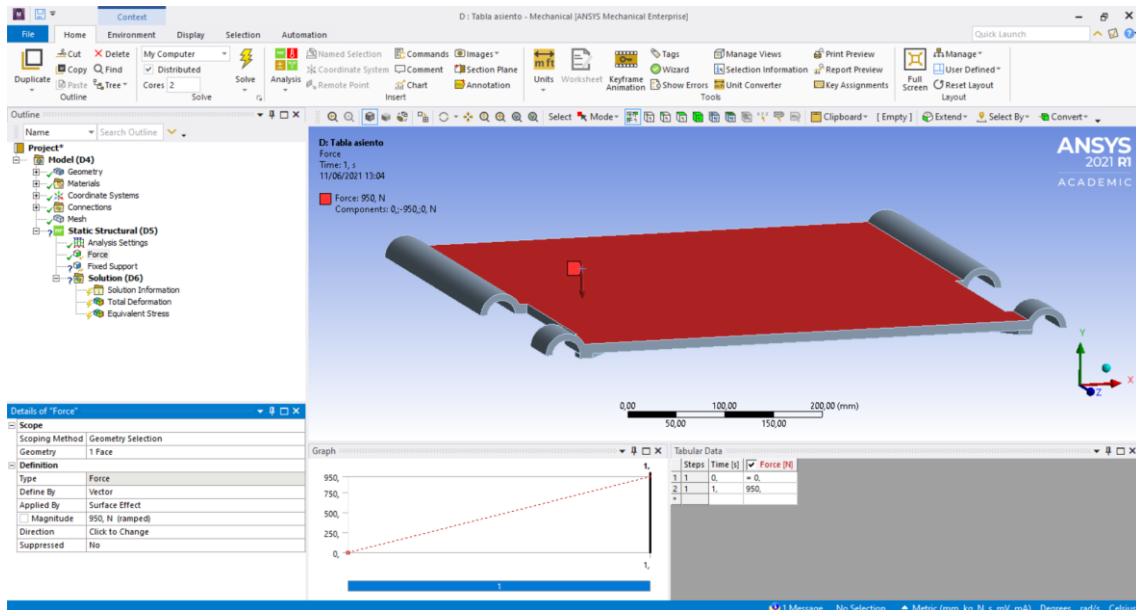 D : Tabla asiento - Mechanical [ANSYS Mechanical Enterprise]
Context
File Home Environment Display Selection Automation
Quick Launch
Duplicate
Cut
Copy
Paste
Delete
Find
Tree
Outline
My Computer
Distributed
Cores 2
Solve
Solve
Analysis
Named Selection
Coordinate System
Remote Point
Commands
Comment
Chart
Images
Section Plane
Annotation
Insert
Units
Worksheet
Keyframe
Animation
Tags
Wizard
Show Errors
Manage Views
Selection Information
Unit Converter
Print Preview
Report Preview
Key Assignments
Tools
Full
Screen
Manage
User Defined
Reset Layout
Layout
Outline
Name
Search Outline
Select Mode Clipboard [ Empty ] Extend Select By Convert
Project*
Model (D4)
Geometry
Materials
Coordinate Systems
Connections
Mesh
Static Structural (D5)
Analysis Settings
Force
Fixed Support
Solution (D6)
Solution Information
Total Deformation
Equivalent Stress
D: Tabla asiento
Force
Time: 1, s
11/06/2021 13:04
Force: 950, N
Components: 0,;-950,;0, N
ANSYS
2021 R1
ACADEMIC
Y
X
Z
0,00 100,00 200,00 (mm)
50,00 150,00
Details of "Force"
Scope
Scoping Method Geometry Selection
Geometry 1 Face
Definition
Type Force
Define By Vector
Applied By Surface Effect
Magnitude 950, N (ramped)
Direction Click to Change
Suppressed No
Graph
1,
950,
750,
500,
250,
0,
1,
1
Tabular Data
Steps Time [s] Force [N]
1 1 0, = 0,
2 1 1, 950,
*
1 Message No Selection Metric (mm, kg, N, s, mV, mA) Degrees rad/s Celsius